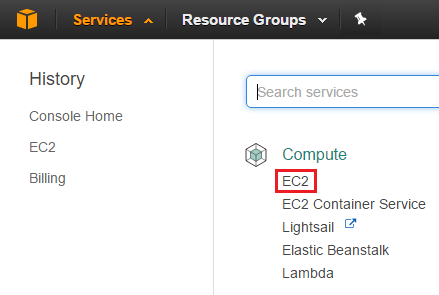 Services Resource Groups
History
Console Home
EC2
Billing
Search services
Compute
EC2
EC2 Container Service
Lightsail
Elastic Beanstalk
Lambda